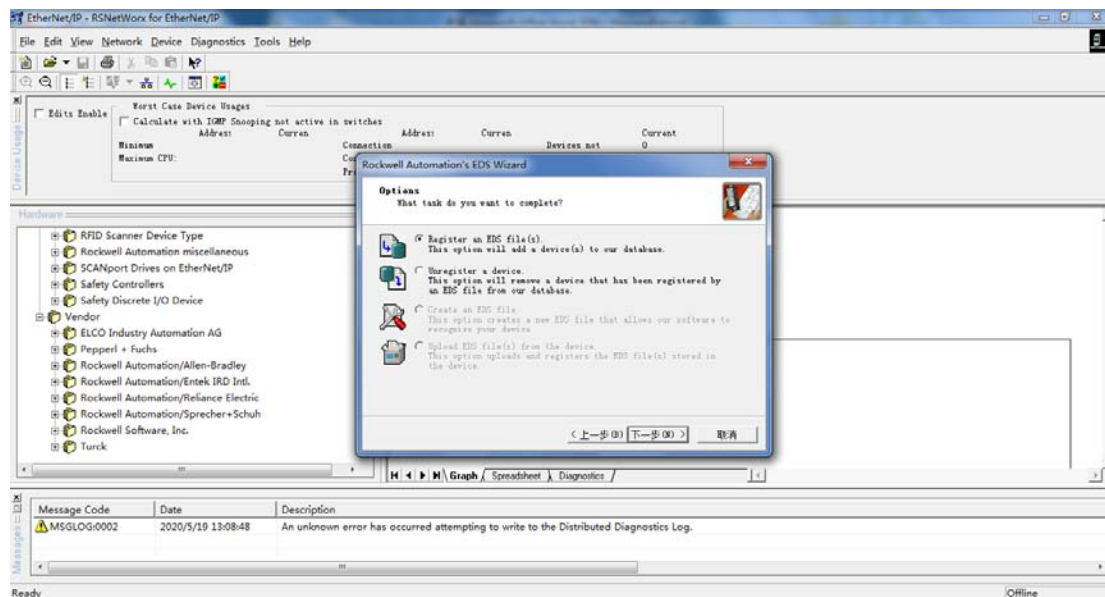 EtherNet/IP - RSNetWorx for EtherNet/IP
File Edit View Network Device Diagnostics Tools Help
Edits Enable
Worst Case Device Usages
Calculate with IGMP Snooping not active in switches
Address: Curren Address: Curren Current
Minimum Connection Devices not 0
Maximum CPU:
Device Usage
Hardware
RFID Scanner Device Type
Rockwell Automation miscellaneous
SCANport Drives on EtherNet/IP
Safety Controllers
Safety Discrete I/O Device
Vendor
ELCO Industry Automation AG
Pepperl + Fuchs
Rockwell Automation/Allen-Bradley
Rockwell Automation/Entek IRD Intl.
Rockwell Automation/Reliance Electric
Rockwell Automation/Sprecher+Schuh
Rockwell Software, Inc.
Turck
Rockwell Automation's EDS Wizard
Options
What task do you want to complete?
Register an EDS file(s).
This option will add a device(s) to our database.
Unregister a device.
This option will remove a device that has been registered by
an EDS file from our database.
Create an EDS file.
This option creates a new EDS file that allows our software to
recognize your device.
Upload EDS file(s) from the device.
This option uploads and registers the EDS file(s) stored in
the device.
< 上一步(B) 下一步(N) > 取消
Graph Spreadsheet Diagnostics
Messages
Message Code Date Description
MSGLOG:0002 2020/5/19 13:08:48 An unknown error has occurred attempting to write to the Distributed Diagnostics Log.
Ready Offline